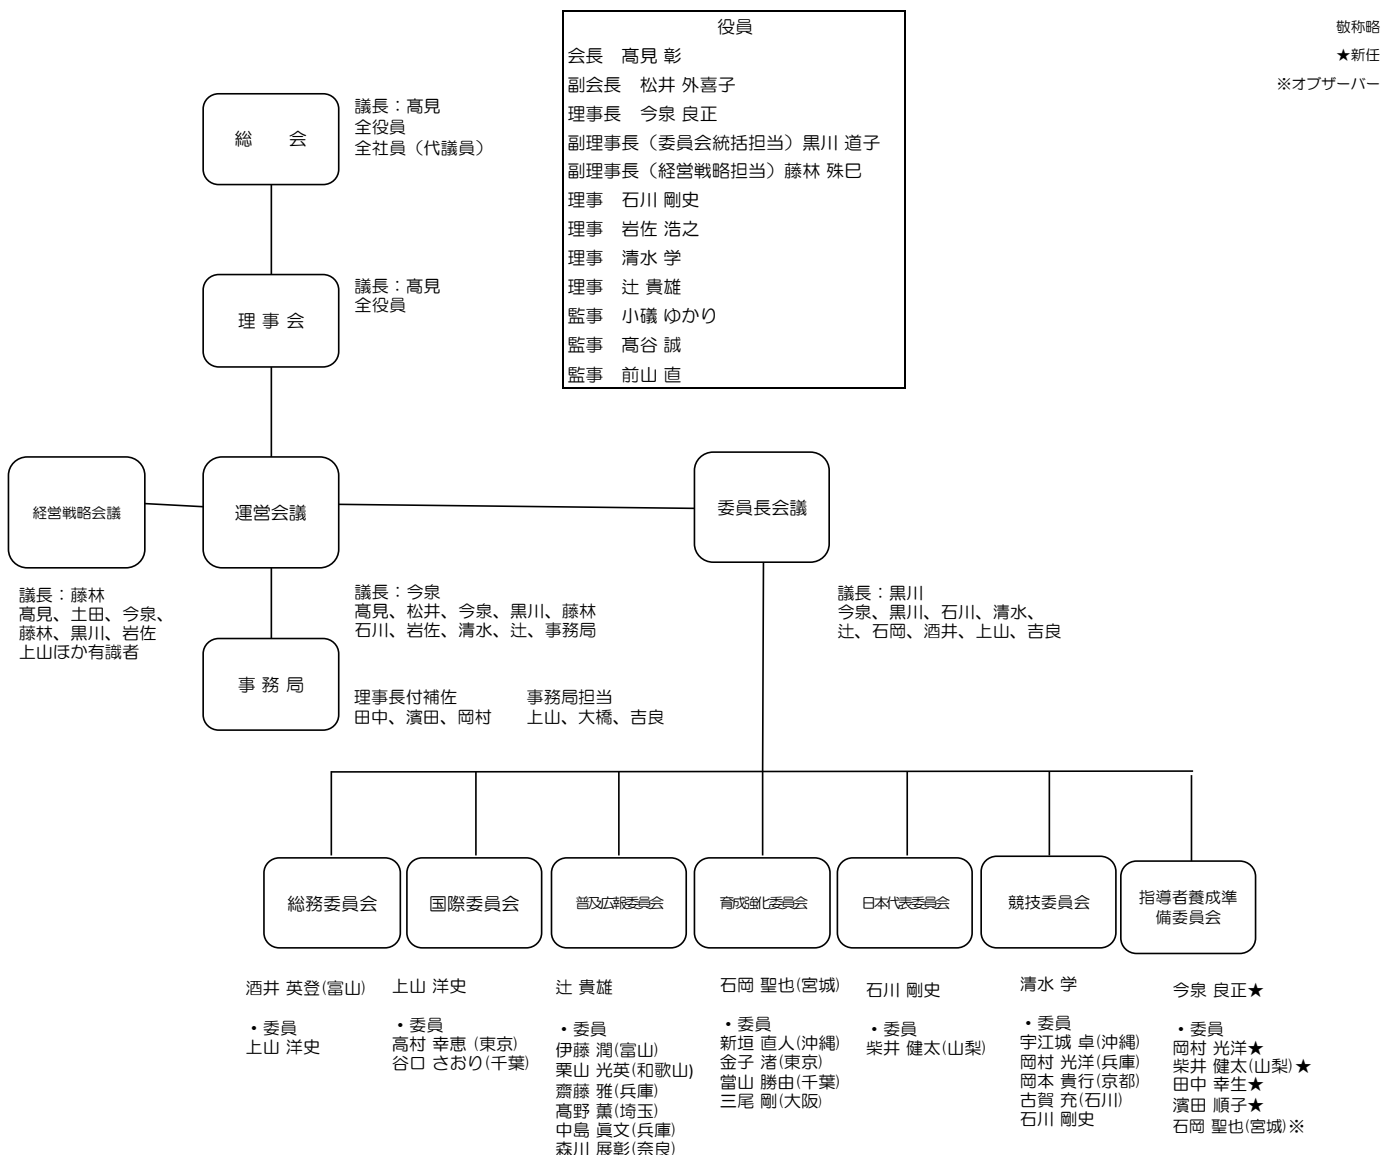 役員
会長 髙見 彰
副会長 松井 外喜子
理事長 今泉 良正
副理事長（委員会統括担当）黒川 道子
副理事長（経営戦略担当）藤林 殊巳
理事 石川 剛史
理事 岩佐 浩之
理事 清水 学
理事 辻 貴雄
監事 小礒 ゆかり
監事 髙谷 誠
監事 前山 直
敬称略
★新任
※オブザーバー
総 会
議長：髙見
全役員
全社員（代議員）
理 事 会
議長：髙見
全役員
経営戦略会議
議長：藤林
髙見、土田、今泉、
藤林、黒川、岩佐
上山ほか有識者
運営会議
議長：今泉
髙見、松井、今泉、黒川、藤林
石川、岩佐、清水、辻、事務局
委員長会議
議長：黒川
今泉、黒川、石川、清水、
辻、石岡、酒井、上山、吉良
事 務 局
理事長付補佐
田中、濱田、岡村
事務局担当
上山、大橋、吉良
総務委員会
酒井 英登(富山)
・委員
上山 洋史
国際委員会
上山 洋史
・委員
高村 幸恵 (東京)
谷口 さおり(千葉)
普及広報委員会
辻 貴雄
・委員
伊藤 潤(富山)
栗山 光英(和歌山)
齋藤 雅(兵庫)
髙野 薫(埼玉)
中島 眞文(兵庫)
森川 展彰(奈良)
育成強化委員会
石岡 聖也(宮城)
・委員
新垣 直人(沖縄)
金子 渚(東京)
當山 勝由(千葉)
三尾 剛(大阪)
日本代表委員会
石川 剛史
・委員
柴井 健太(山梨)
競技委員会
清水 学
・委員
宇江城 卓(沖縄)
岡村 光洋(兵庫)
岡本 貴行(京都)
古賀 充(石川)
石川 剛史
指導者養成準
備委員会
今泉 良正★
・委員
岡村 光洋★
柴井 健太(山梨)★
田中 幸生★
濱田 順子★
石岡 聖也(宮城)※